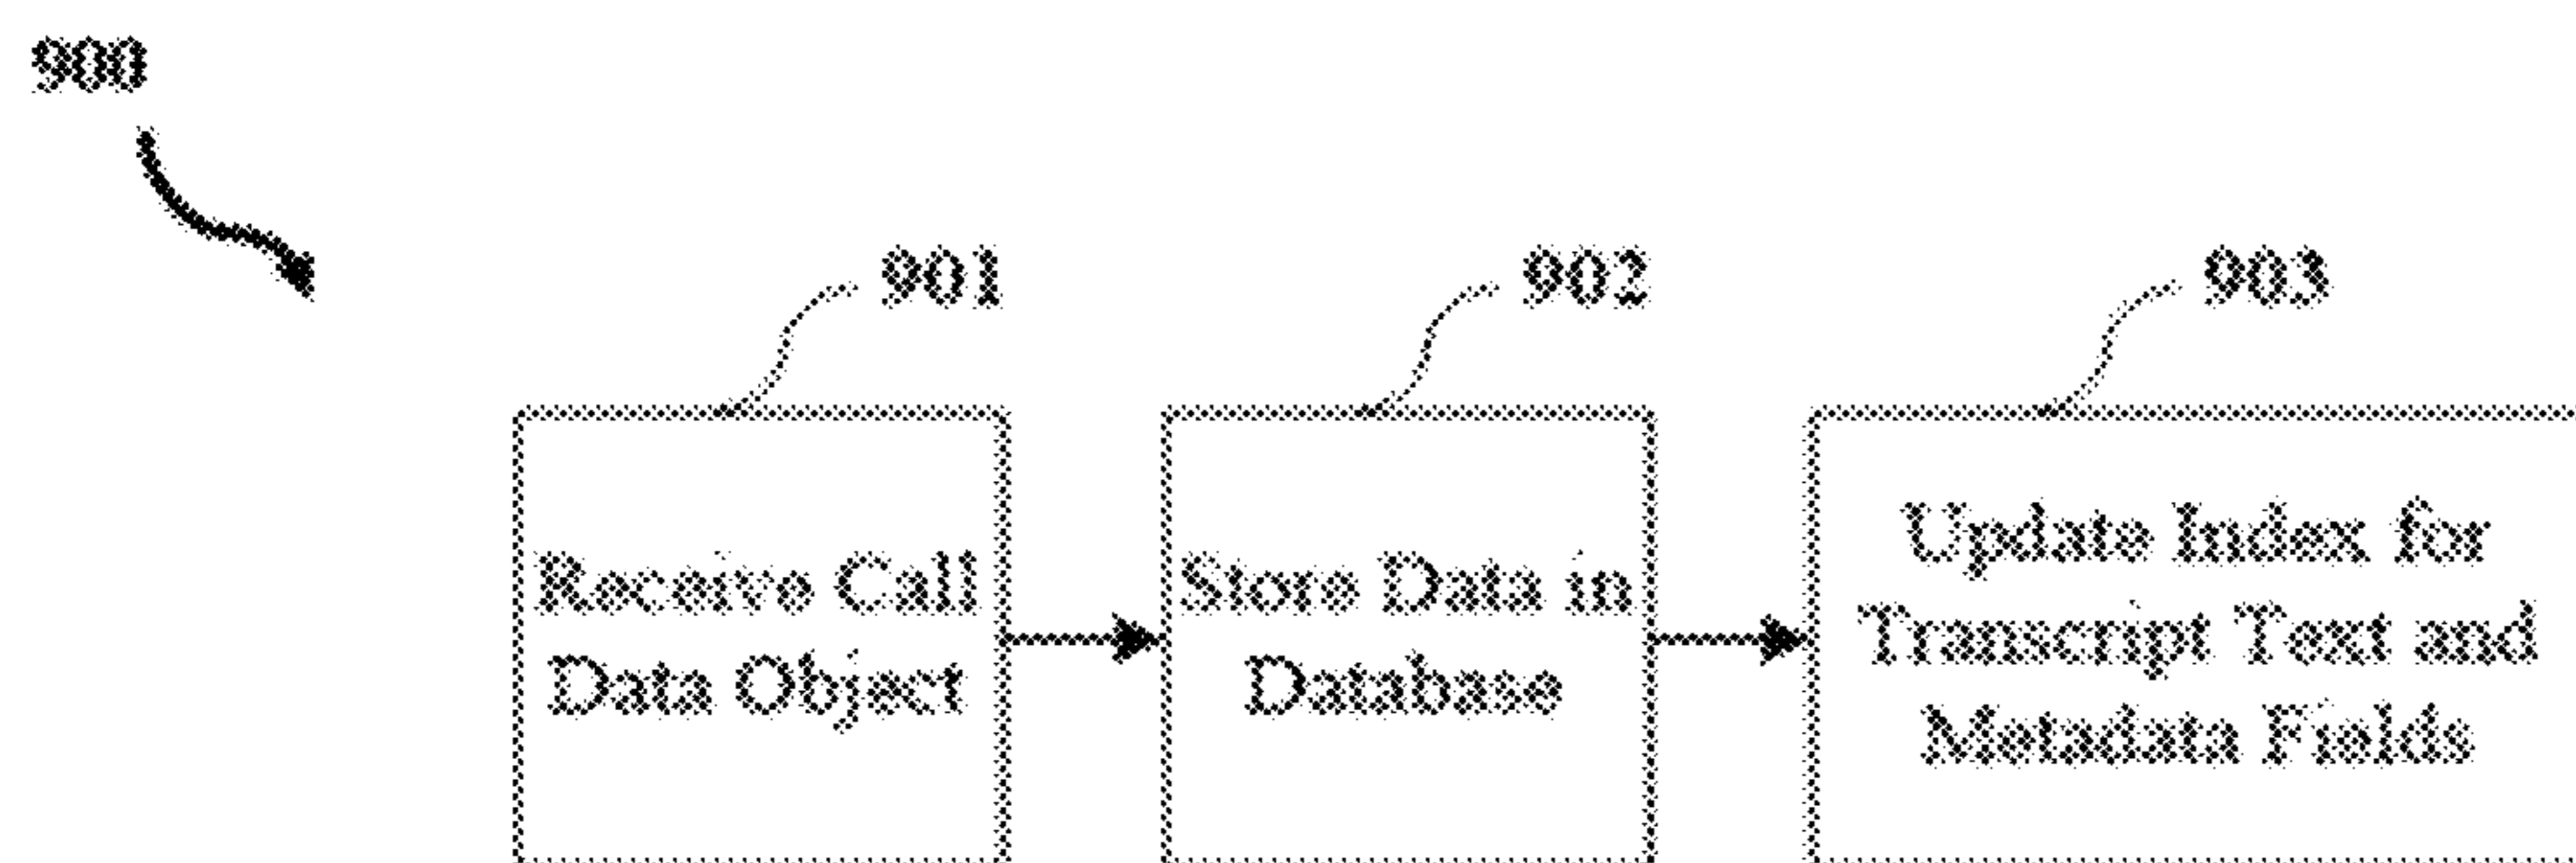 900
901
902
903
Receive Call
Data Object
Store Data in
Database
Update Index for
Transcript Text and
Metadata Fields